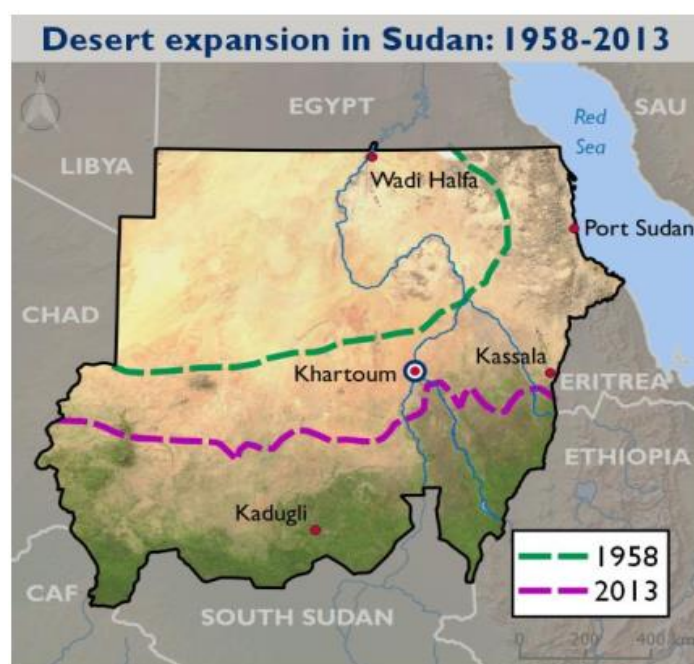 Desert expansion in Sudan: 1958-2013
N
EGYPT
SAU
Red
Sea
LIBYA
Wadi Halfa
Port Sudan
CHAD
Khartoum
Kassala
ERITREA
ETHIOPIA
Kadugli
1958
2013
CAF
SOUTH SUDAN
0 200 400 km